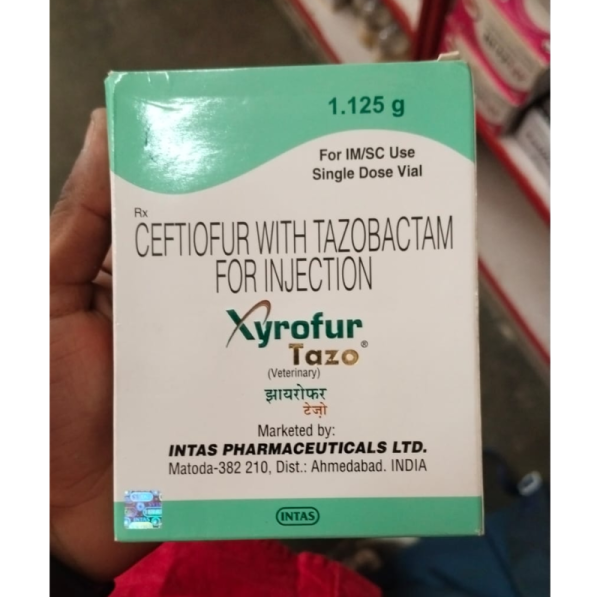 1.125 g
For IM/SC Use
Single Dose Vial
Rx
CEFTIOFUR WITH TAZOBACTAM
FOR INJECTION
Xyrofur
Tazo®
(Veterinary)
झायरोफर
टेज़ो
Marketed by:
INTAS PHARMACEUTICALS LTD.
Matoda-382 210, Dist.: Ahmedabad. INDIA
INTAS